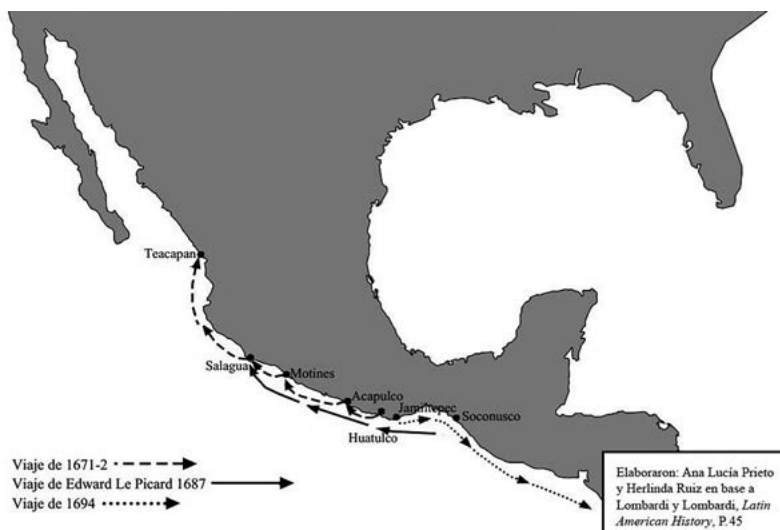 Teacapan
Salagua
Motines
Acapulco
Jamiltepec
Huatulco
Soconusco
Viaje de 1671-2
Viaje de Edward Le Picard 1687
Viaje de 1694
Elaboraron: Ana Lucía Prieto
y Herlinda Ruiz en base a
Lombardi y Lombardi, Latin
American History, P.45